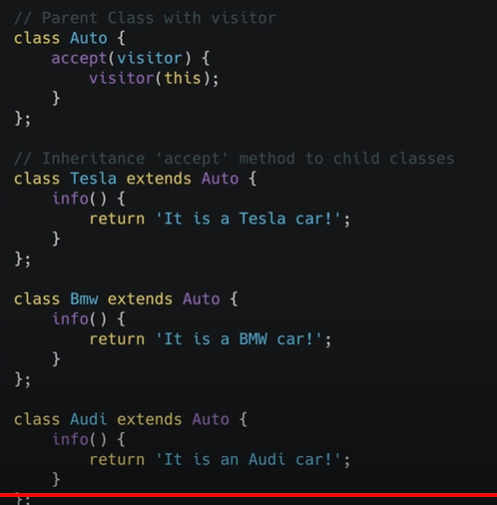 // Parent Class with visitor
class Auto {
    accept(visitor) {
        visitor(this);
    }
};
// Inheritance 'accept' method to child classes
class Tesla extends Auto {
    info() {
        return 'It is a Tesla car!';
    }
};
class Bmw extends Auto {
    info() {
        return 'It is a BMW car!';
    }
};
class Audi extends Auto {
    info() {
        return 'It is an Audi car!';
    }
};